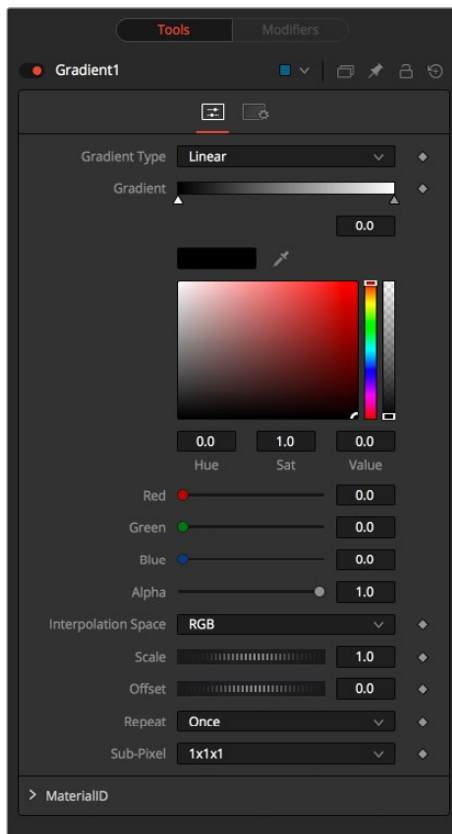 Tools Modifiers
Gradient1
Gradient Type Linear
Gradient
0.0
0.0 1.0 0.0
Hue Sat Value
Red 0.0
Green 0.0
Blue 0.0
Alpha 1.0
Interpolation Space RGB
Scale 1.0
Offset 0.0
Repeat Once
Sub-Pixel 1x1x1
MaterialID